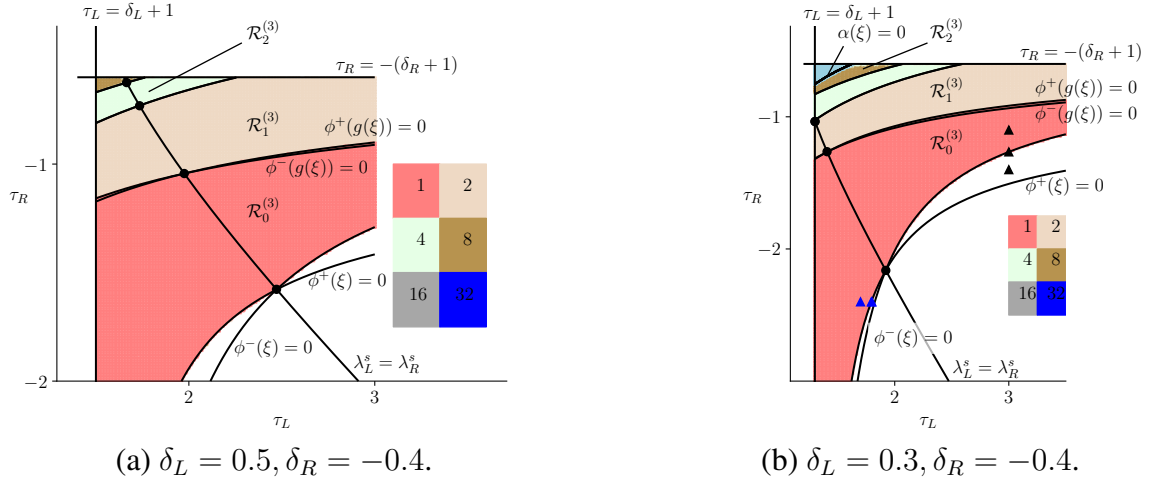 τ_L = δ_L + 1
R_2^{(3)}
τ_R = −(δ_R + 1)
R_1^{(3)}
φ^+(g(ξ)) = 0
−1
φ^−(g(ξ)) = 0
τ_R
1
2
R_0^{(3)}
4
8
φ^+(ξ) = 0
16
32
φ^−(ξ) = 0
λ_L^s = λ_R^s
−2
2
3
τ_L
(a) δ_L = 0.5, δ_R = −0.4.
τ_L = δ_L + 1
α(ξ) = 0
R_2^{(3)}
τ_R = −(δ_R + 1)
R_1^{(3)}
φ^+(g(ξ)) = 0
−1
φ^−(g(ξ)) = 0
R_0^{(3)}
φ^+(ξ) = 0
τ_R
1
2
−2
4
8
16
32
φ^−(ξ) = 0
λ_L^s = λ_R^s
2
3
τ_L
(b) δ_L = 0.3, δ_R = −0.4.